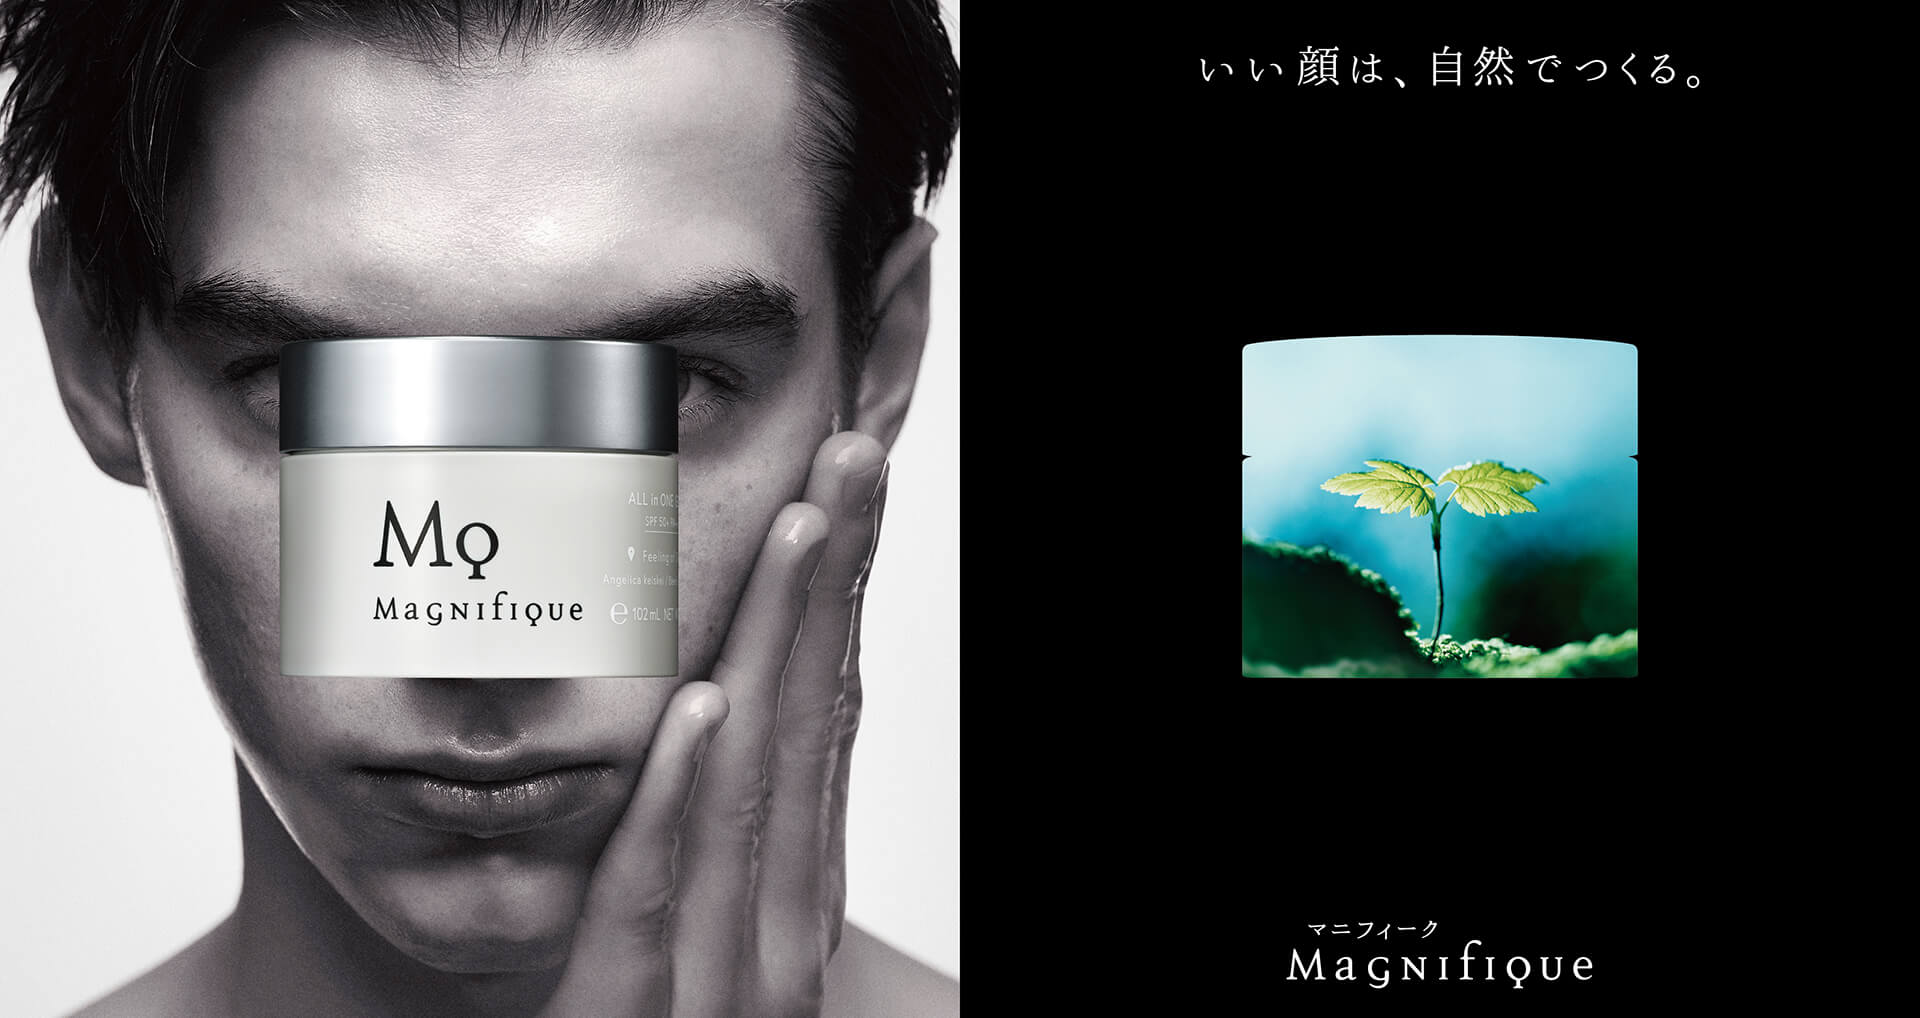 Mq
Magnifique
ALL in ONE
SPF 50+
Feeling
Angelica keiskei /
e 102 mL NET
いい顔は、自然でつくる。
マニフィーク
Magnifique